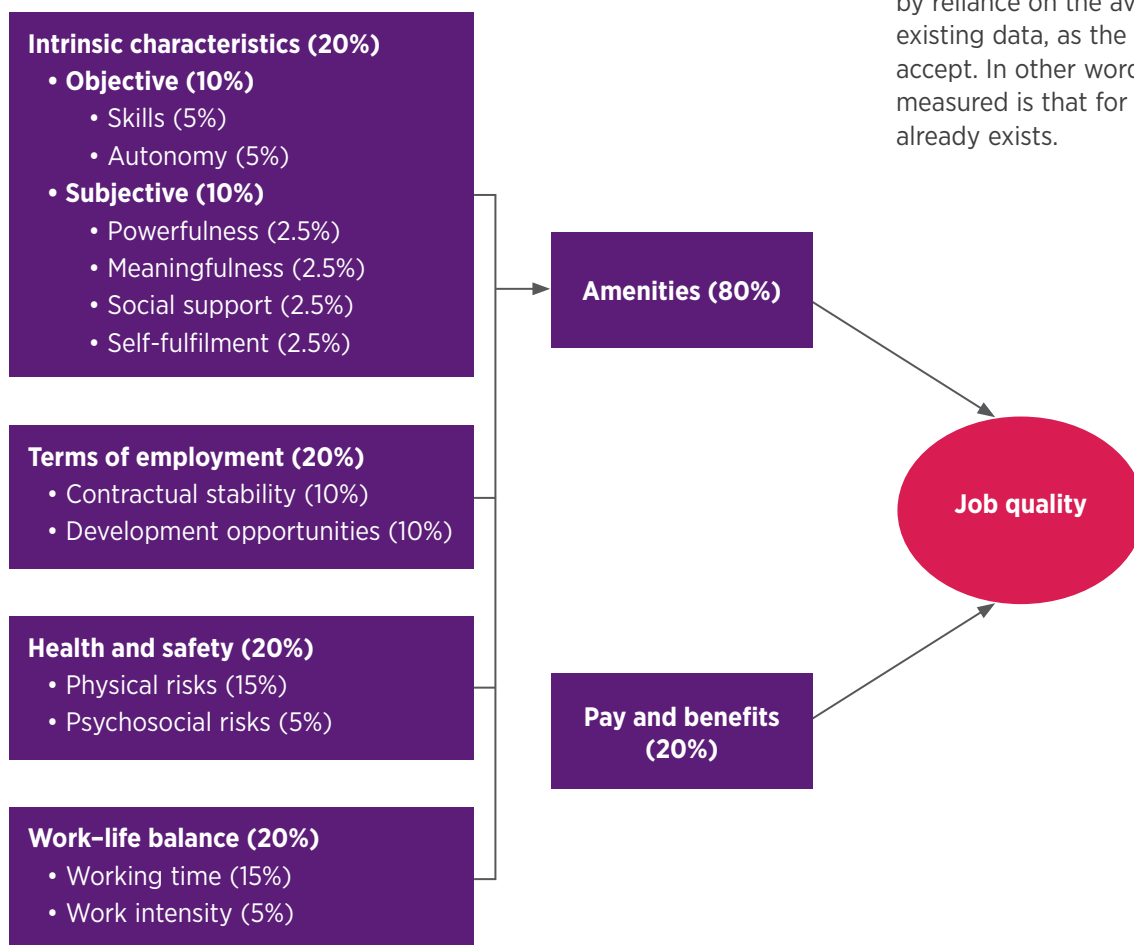 Intrinsic characteristics (20%)
• Objective (10%)
• Skills (5%)
• Autonomy (5%)
• Subjective (10%)
• Powerfulness (2.5%)
• Meaningfulness (2.5%)
• Social support (2.5%)
• Self-fulfilment (2.5%)
Terms of employment (20%)
• Contractual stability (10%)
• Development opportunities (10%)
Health and safety (20%)
• Physical risks (15%)
• Psychosocial risks (5%)
Work–life balance (20%)
• Working time (15%)
• Work intensity (5%)
Amenities (80%)
Pay and benefits
(20%)
Job quality
by reliance on the
existing data, as the
accept. In other
measured is that for
already exists.